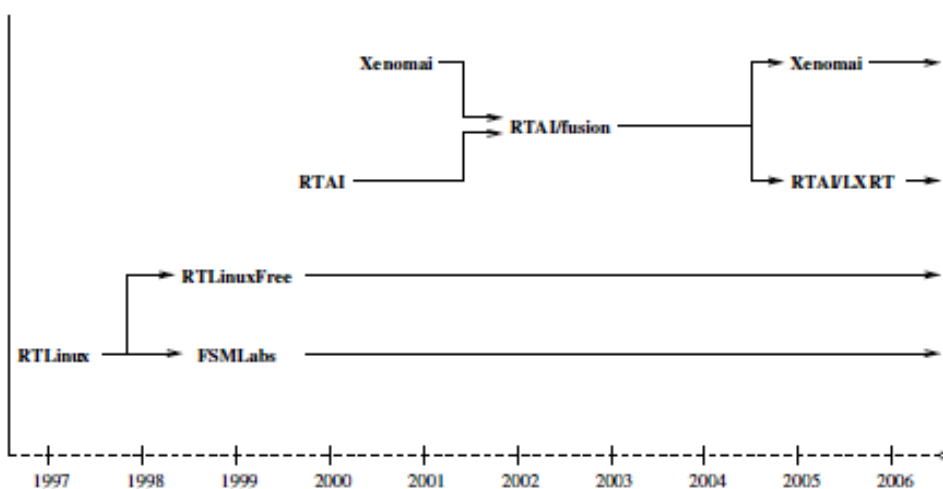 Xenomai
Xenomai
RTAI/fusion
RTAI
RTAI/LXRT
RTLinuxFree
RTLinux
FSMLabs
1997 1998 1999 2000 2001 2002 2003 2004 2005 2006